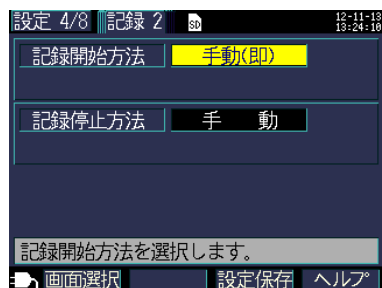 設定 4/8 記録 2 SD 12-11-13
13:24:10
記録開始方法 手動(即)
記録停止方法 手 動
記録開始方法を選択します。
画面選択 設定保存 ヘルプ